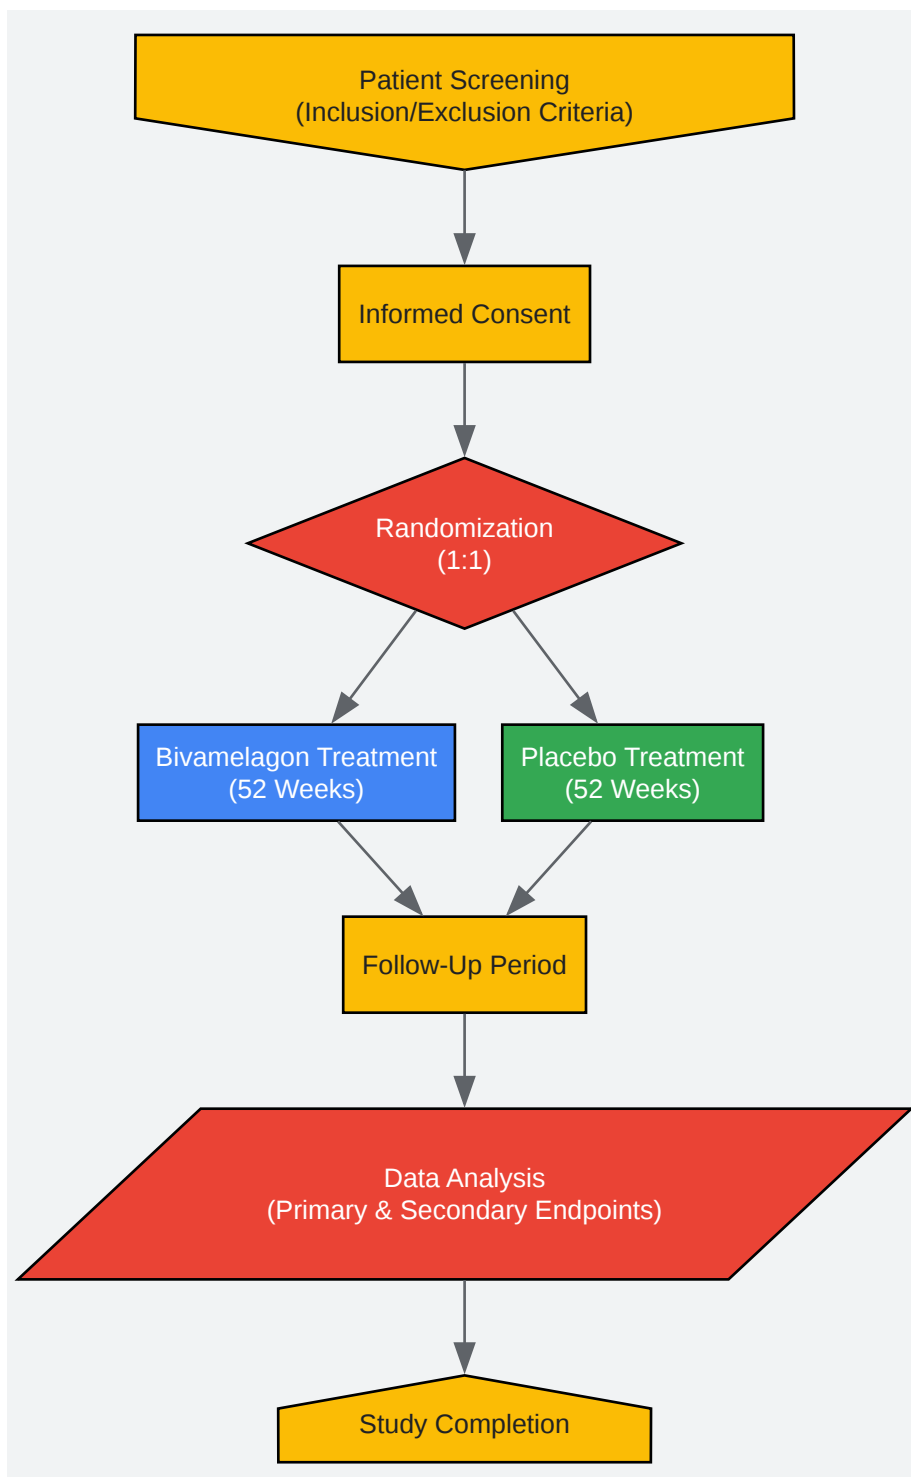 Patient Screening
(Inclusion/Exclusion Criteria)
Informed Consent
Randomization
(1:1)
Bivamelagon Treatment
(52 Weeks)
Placebo Treatment
(52 Weeks)
Follow-Up Period
Data Analysis
(Primary & Secondary Endpoints)
Study Completion